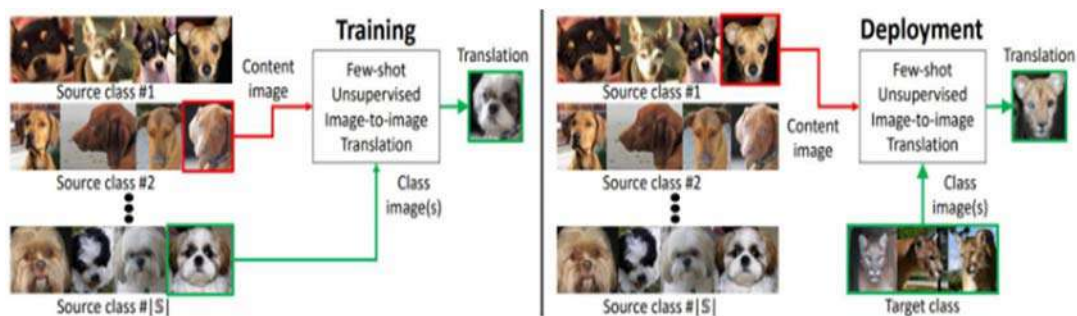 Training
Source class #1
Content
image
Source class #2
Source class #|S|
Few-shot
Unsupervised
Image-to-image
Translation
Class
image(s)
Translation
Deployment
Source class #1
Content
image
Source class #2
Source class #|S|
Few-shot
Unsupervised
Image-to-image
Translation
Class
image(s)
Target class
Translation